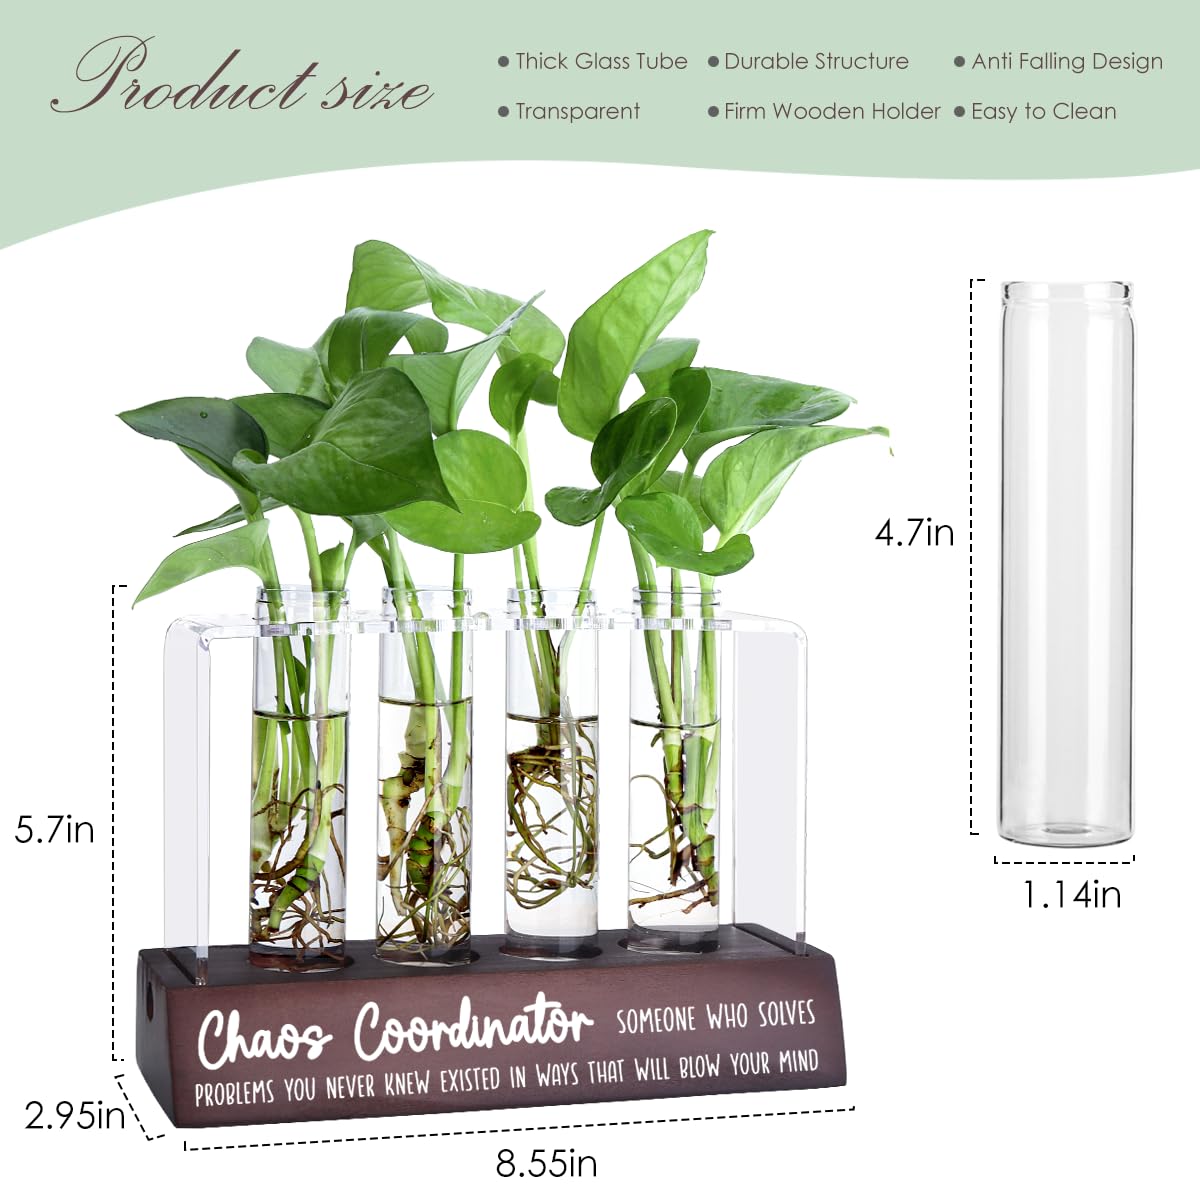 Product size
Thick Glass Tube
Durable Structure
Anti Falling Design
Transparent
Firm Wooden Holder
Easy to Clean
4.7in
1.14in
5.7in
2.95in
8.55in
Chaos Coordinator SOMEONE WHO SOLVES
PROBLEMS YOU NEVER KNEW EXISTED IN WAYS THAT WILL BLOW YOUR MIND